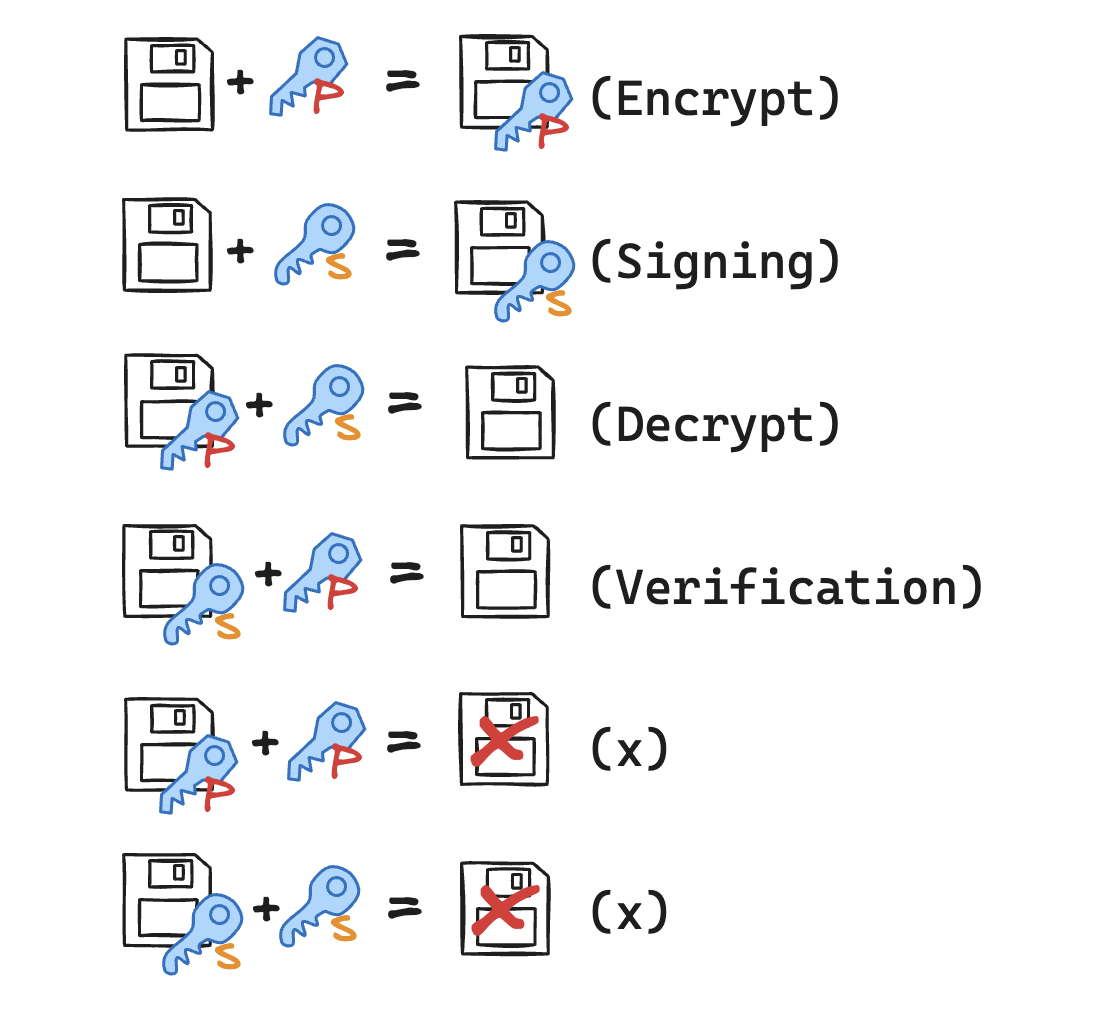 + P = P (Encrypt)
+ S = S (Signing)
P + S = (Decrypt)
S + P = (Verification)
P + P = (x)
S + S = (x)